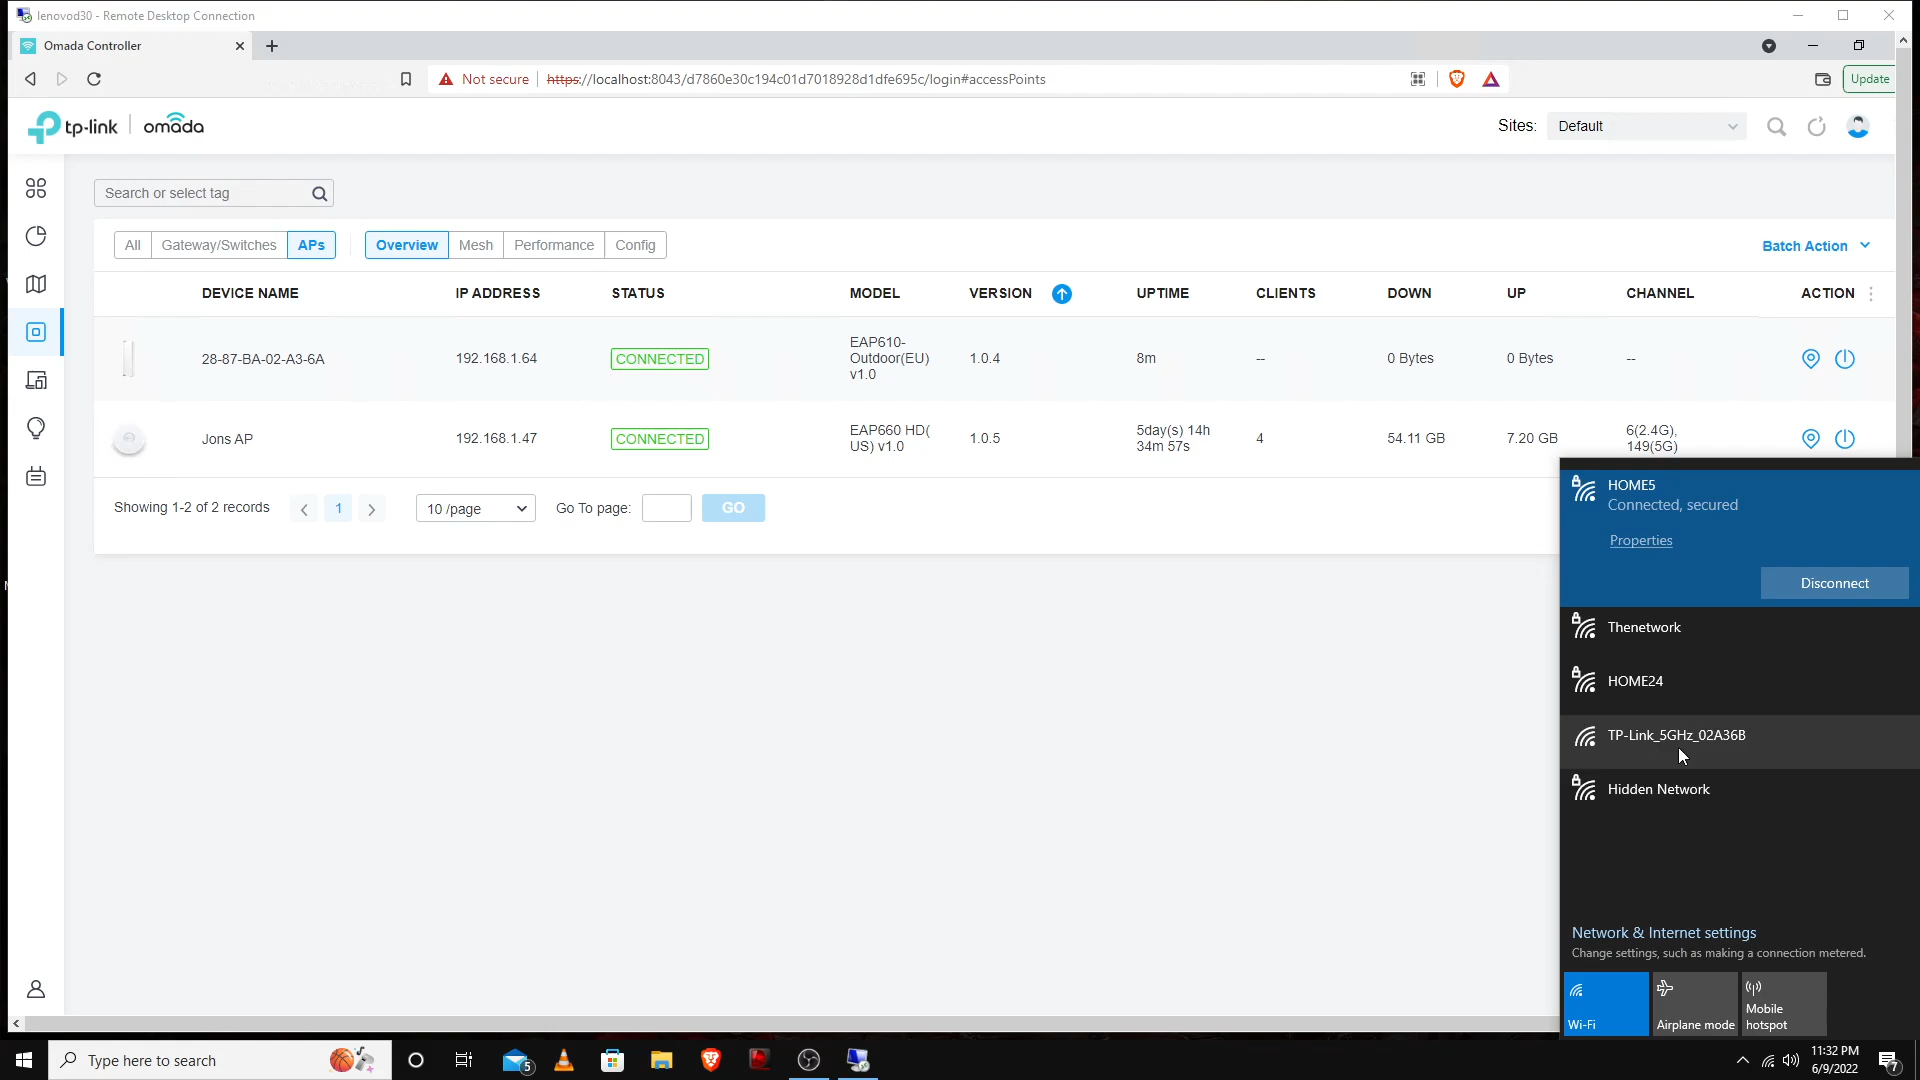 lenovod30 - Remote Desktop Connection
Omada Controller
Not secure
https://localhost:8043/d7860e30c194c01d7018928d1dfe695c/login#accessPoints
Update
tp-link | omada
Sites: Default
Search or select tag
All Gateway/Switches APs Overview Mesh Performance Config
Batch Action
DEVICE NAME IP ADDRESS STATUS MODEL VERSION UPTIME CLIENTS DOWN UP CHANNEL ACTION
28-87-BA-02-A3-6A 192.168.1.64 CONNECTED EAP610-
Outdoor(EU)
v1.0
1.0.4 8m -- 0 Bytes 0 Bytes --
Jons AP 192.168.1.47 CONNECTED EAP660 HD(
US) v1.0
1.0.5 5day(s) 14h
34m 57s
4 54.11 GB 7.20 GB 6(2.4G),
149(5G)
Showing 1-2 of 2 records 1 10 /page Go To page: GO
HOME5
Connected, secured
Properties
Disconnect
Thenetwork
HOME24
TP-Link_5GHz_02A36B
Hidden Network
Network & Internet settings
Change settings, such as making a connection metered.
Wi-Fi
Airplane mode
Mobile
hotspot
Type here to search
5
11:32 PM
6/9/2022
7